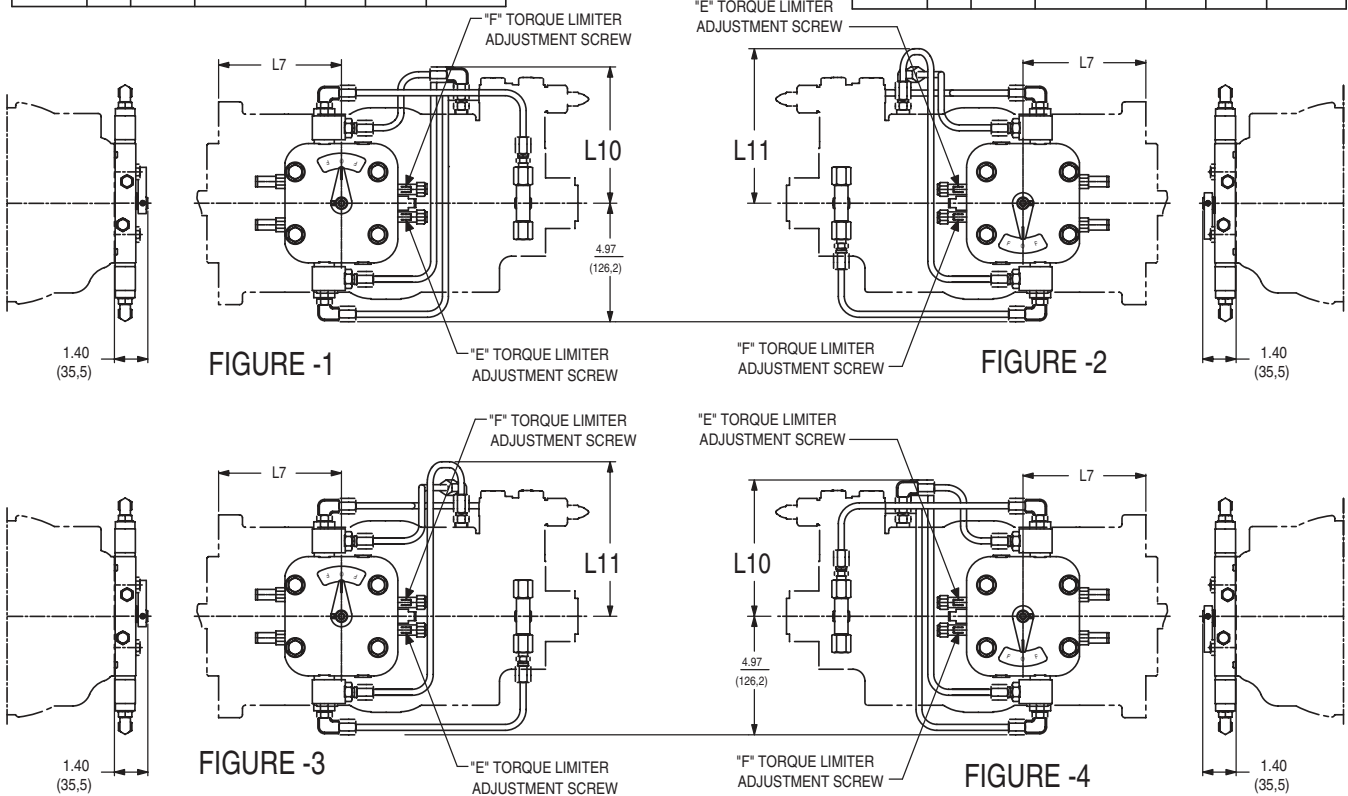 "F" TORQUE LIMITER
ADJUSTMENT SCREW
"E" TORQUE LIMITER
ADJUSTMENT SCREW
L7
L10
4.97
(126,2)
1.40
(35,5)
FIGURE -1
"E" TORQUE LIMITER
ADJUSTMENT SCREW
L7
L11
"F" TORQUE LIMITER
ADJUSTMENT SCREW
FIGURE -2
1.40
(35,5)
"F" TORQUE LIMITER
ADJUSTMENT SCREW
L7
L11
1.40
(35,5)
FIGURE -3
"E" TORQUE LIMITER
ADJUSTMENT SCREW
"E" TORQUE LIMITER
ADJUSTMENT SCREW
L7
L10
4.97
(126,2)
"F" TORQUE LIMITER
ADJUSTMENT SCREW
FIGURE -4
1.40
(35,5)